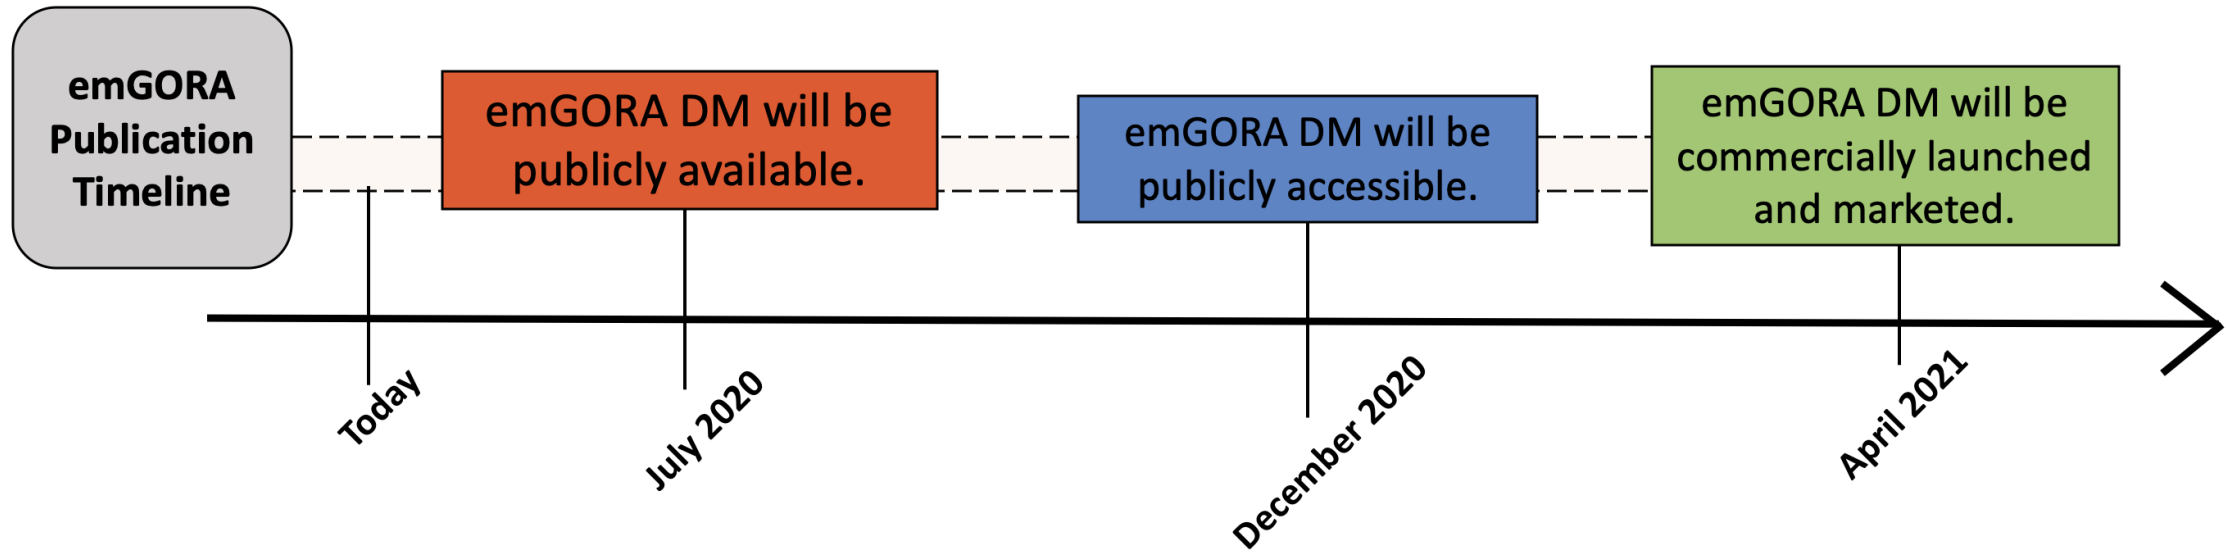 emGORA
Publication
Timeline
emGORA DM will be
publicly available.
emGORA DM will be
publicly accessible.
emGORA DM will be
commercially launched
and marketed.
Today
July 2020
December 2020
April 2021